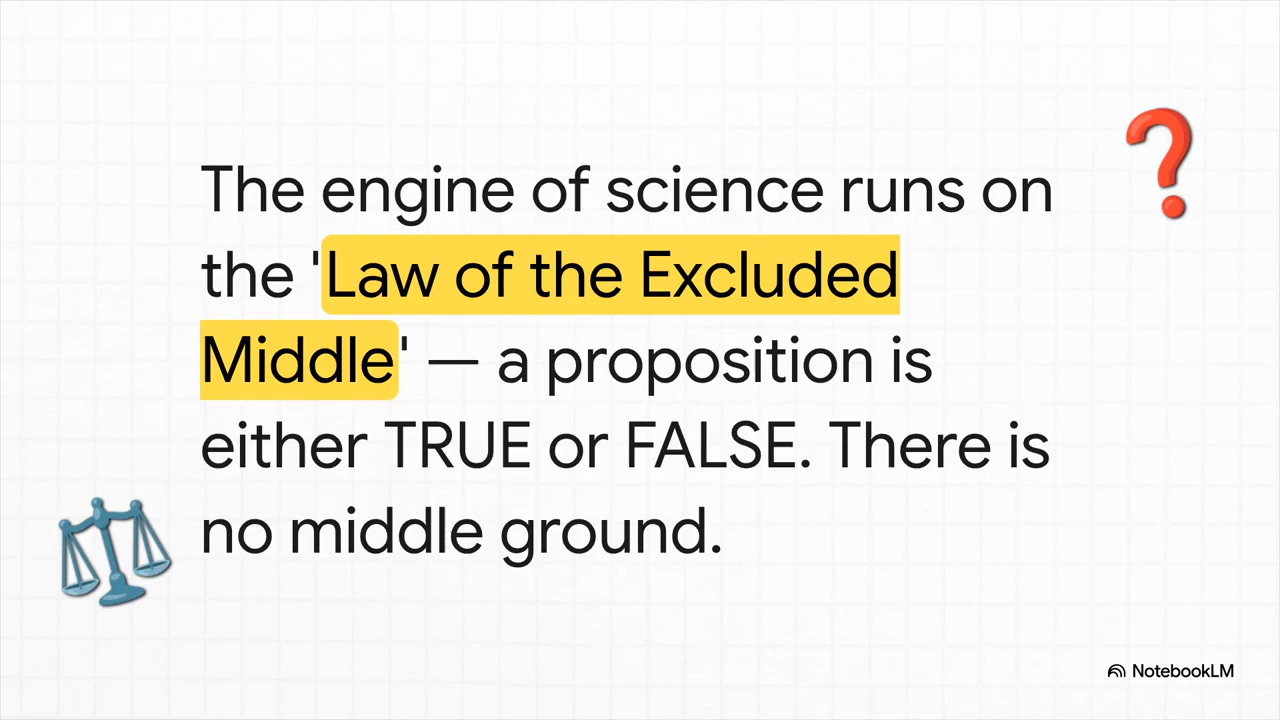 The engine of science runs on
the 'Law of the Excluded
Middle' — a proposition is
either TRUE or FALSE. There is
no middle ground.
NotebookLM